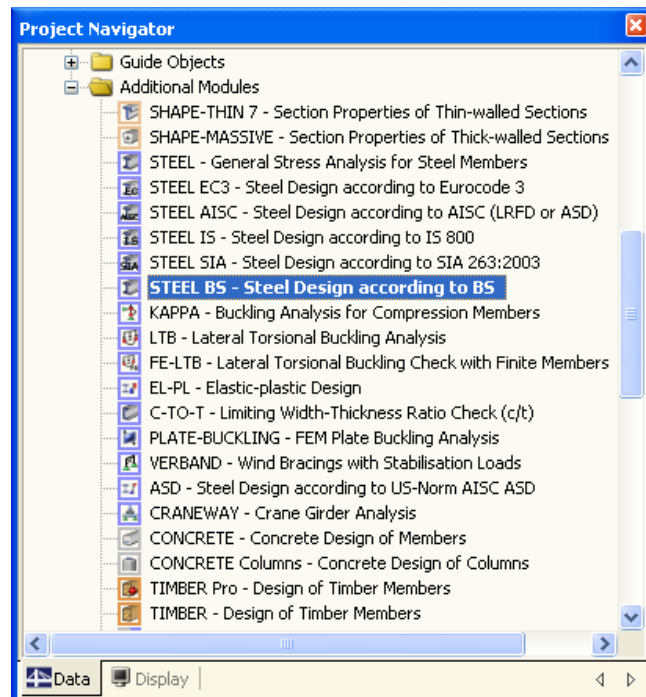 Project Navigator
Guide Objects
Additional Modules
SHAPE-THIN 7 - Section Properties of Thin-walled Sections
SHAPE-MASSIVE - Section Properties of Thick-walled Sections
STEEL - General Stress Analysis for Steel Members
STEEL EC3 - Steel Design according to Eurocode 3
STEEL AISC - Steel Design according to AISC (LRFD or ASD)
STEEL IS - Steel Design according to IS 800
STEEL SIA - Steel Design according to SIA 263:2003
STEEL BS - Steel Design according to BS
KAPPA - Buckling Analysis for Compression Members
LTB - Lateral Torsional Buckling Analysis
FE-LTB - Lateral Torsional Buckling Check with Finite Members
EL-PL - Elastic-plastic Design
C-TO-T - Limiting Width-Thickness Ratio Check (c/t)
PLATE-BUCKLING - FEM Plate Buckling Analysis
VERBAND - Wind Bracings with Stabilisation Loads
ASD - Steel Design according to US-Norm AISC ASD
CRANEWAY - Crane Girder Analysis
CONCRETE - Concrete Design of Members
CONCRETE Columns - Concrete Design of Columns
TIMBER Pro - Design of Timber Members
TIMBER - Design of Timber Members
Data Display